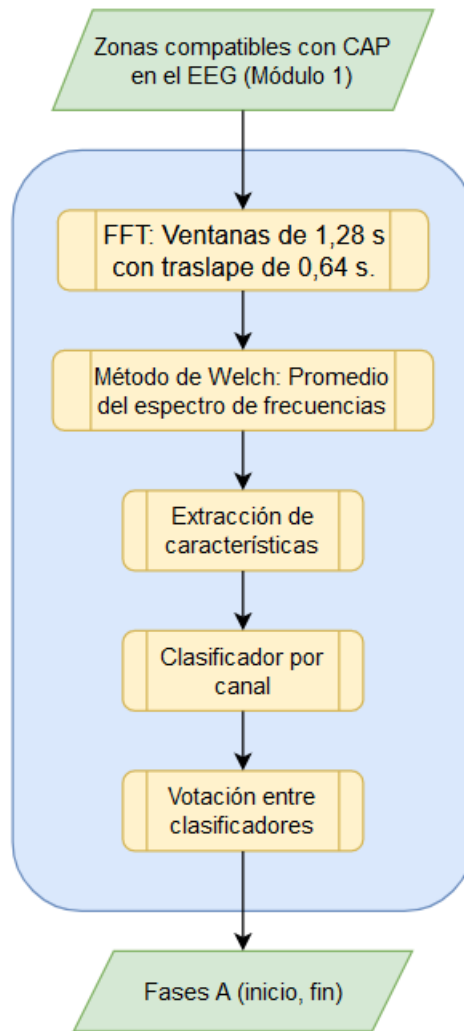 Zonas compatibles con CAP
en el EEG (Módulo 1)
FFT: Ventanas de 1,28 s
con traslape de 0,64 s.
Método de Welch: Promedio
del espectro de frecuencias
Extracción de
características
Clasificador por
canal
Votación entre
clasificadores
Fases A (inicio, fin)